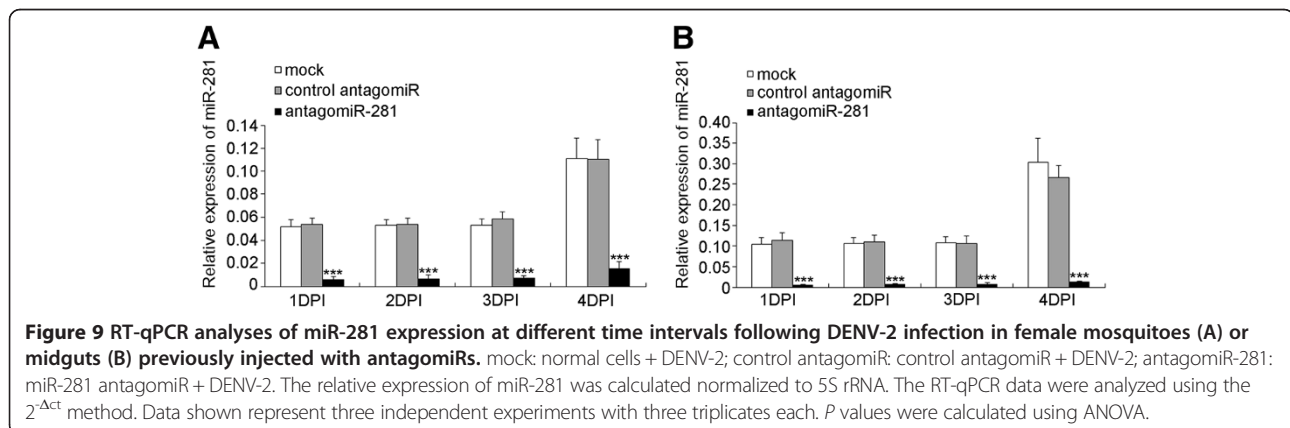 A
mock
control antagomiR
antagomiR-281
Relative expression of miR-281
0.14
0.12
0.10
0.08
0.06
0.04
0.02
0
***
***
***
***
1DPI
2DPI
3DPI
4DPI
B
mock
control antagomiR
antagomiR-281
Relative expression of miR-281
0.40
0.35
0.30
0.25
0.20
0.15
0.10
0.05
0
***
***
***
***
1DPI
2DPI
3DPI
4DPI
Figure 9 RT-qPCR analyses of miR-281 expression at different time intervals following DENV-2 infection in female mosquitoes (A) or
midguts (B) previously injected with antagomiRs. mock: normal cells + DENV-2; control antagomiR: control antagomiR + DENV-2; antagomiR-281:
miR-281 antagomiR + DENV-2. The relative expression of miR-281 was calculated normalized to 5S rRNA. The RT-qPCR data were analyzed using the
2-Δct method. Data shown represent three independent experiments with three triplicates each. P values were calculated using ANOVA.